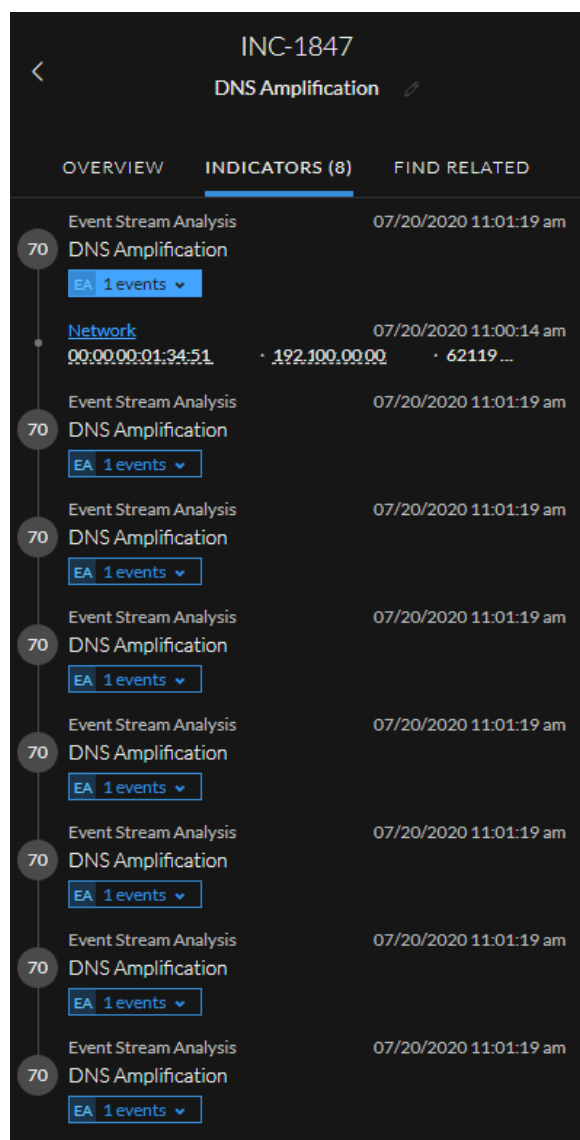 INC-1847
DNS Amplification
OVERVIEW INDICATORS (8) FIND RELATED
Event Stream Analysis 07/20/2020 11:01:19 am
70 DNS Amplification
EA 1 events
Network 07/20/2020 11:00:14 am
00:00:00:01:34:51 · 192.100.00:00: · 62119 ...
Event Stream Analysis 07/20/2020 11:01:19 am
70 DNS Amplification
EA 1 events
Event Stream Analysis 07/20/2020 11:01:19 am
70 DNS Amplification
EA 1 events
Event Stream Analysis 07/20/2020 11:01:19 am
70 DNS Amplification
EA 1 events
Event Stream Analysis 07/20/2020 11:01:19 am
70 DNS Amplification
EA 1 events
Event Stream Analysis 07/20/2020 11:01:19 am
70 DNS Amplification
EA 1 events
Event Stream Analysis 07/20/2020 11:01:19 am
70 DNS Amplification
EA 1 events
Event Stream Analysis 07/20/2020 11:01:19 am
70 DNS Amplification
EA 1 events